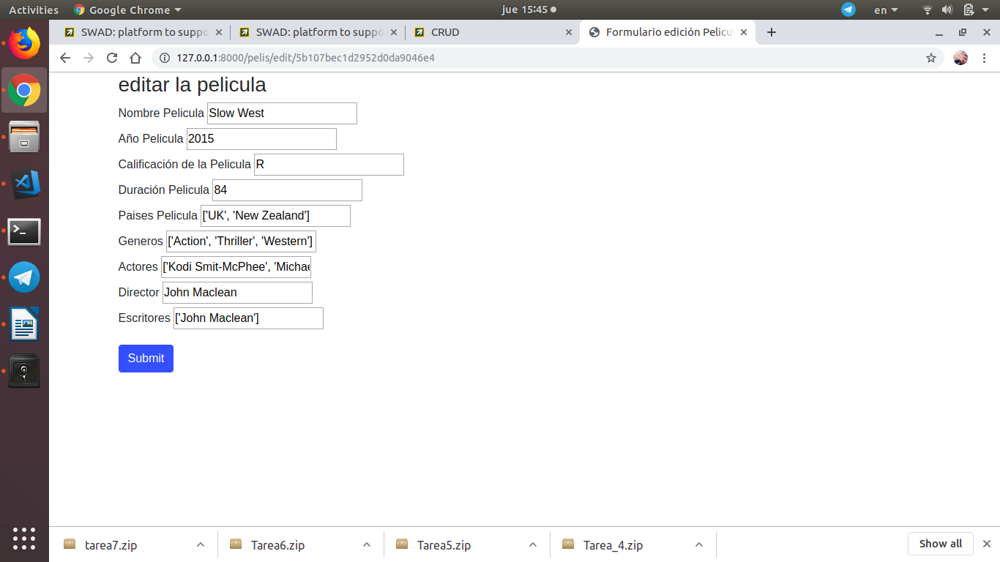 Activities Google Chrome jue 15:45 en
SWAD: platform to suppo SWAD: platform to suppo CRUD Formulario edición Pelicu
127.0.0.1:8000/pelis/edit/5b107bec1d2952d0da9046e4
editar la pelicula
Nombre Pelicula Slow West
Año Pelicula 2015
Calificación de la Pelicula R
Duración Pelicula 84
Paises Pelicula ['UK', 'New Zealand']
Generos ['Action', 'Thriller', 'Western']
Actores ['Kodi Smit-McPhee', 'Michae
Director John Maclean
Escritores ['John Maclean']
Submit
tarea7.zip Tarea6.zip Tarea5.zip Tarea_4.zip Show all